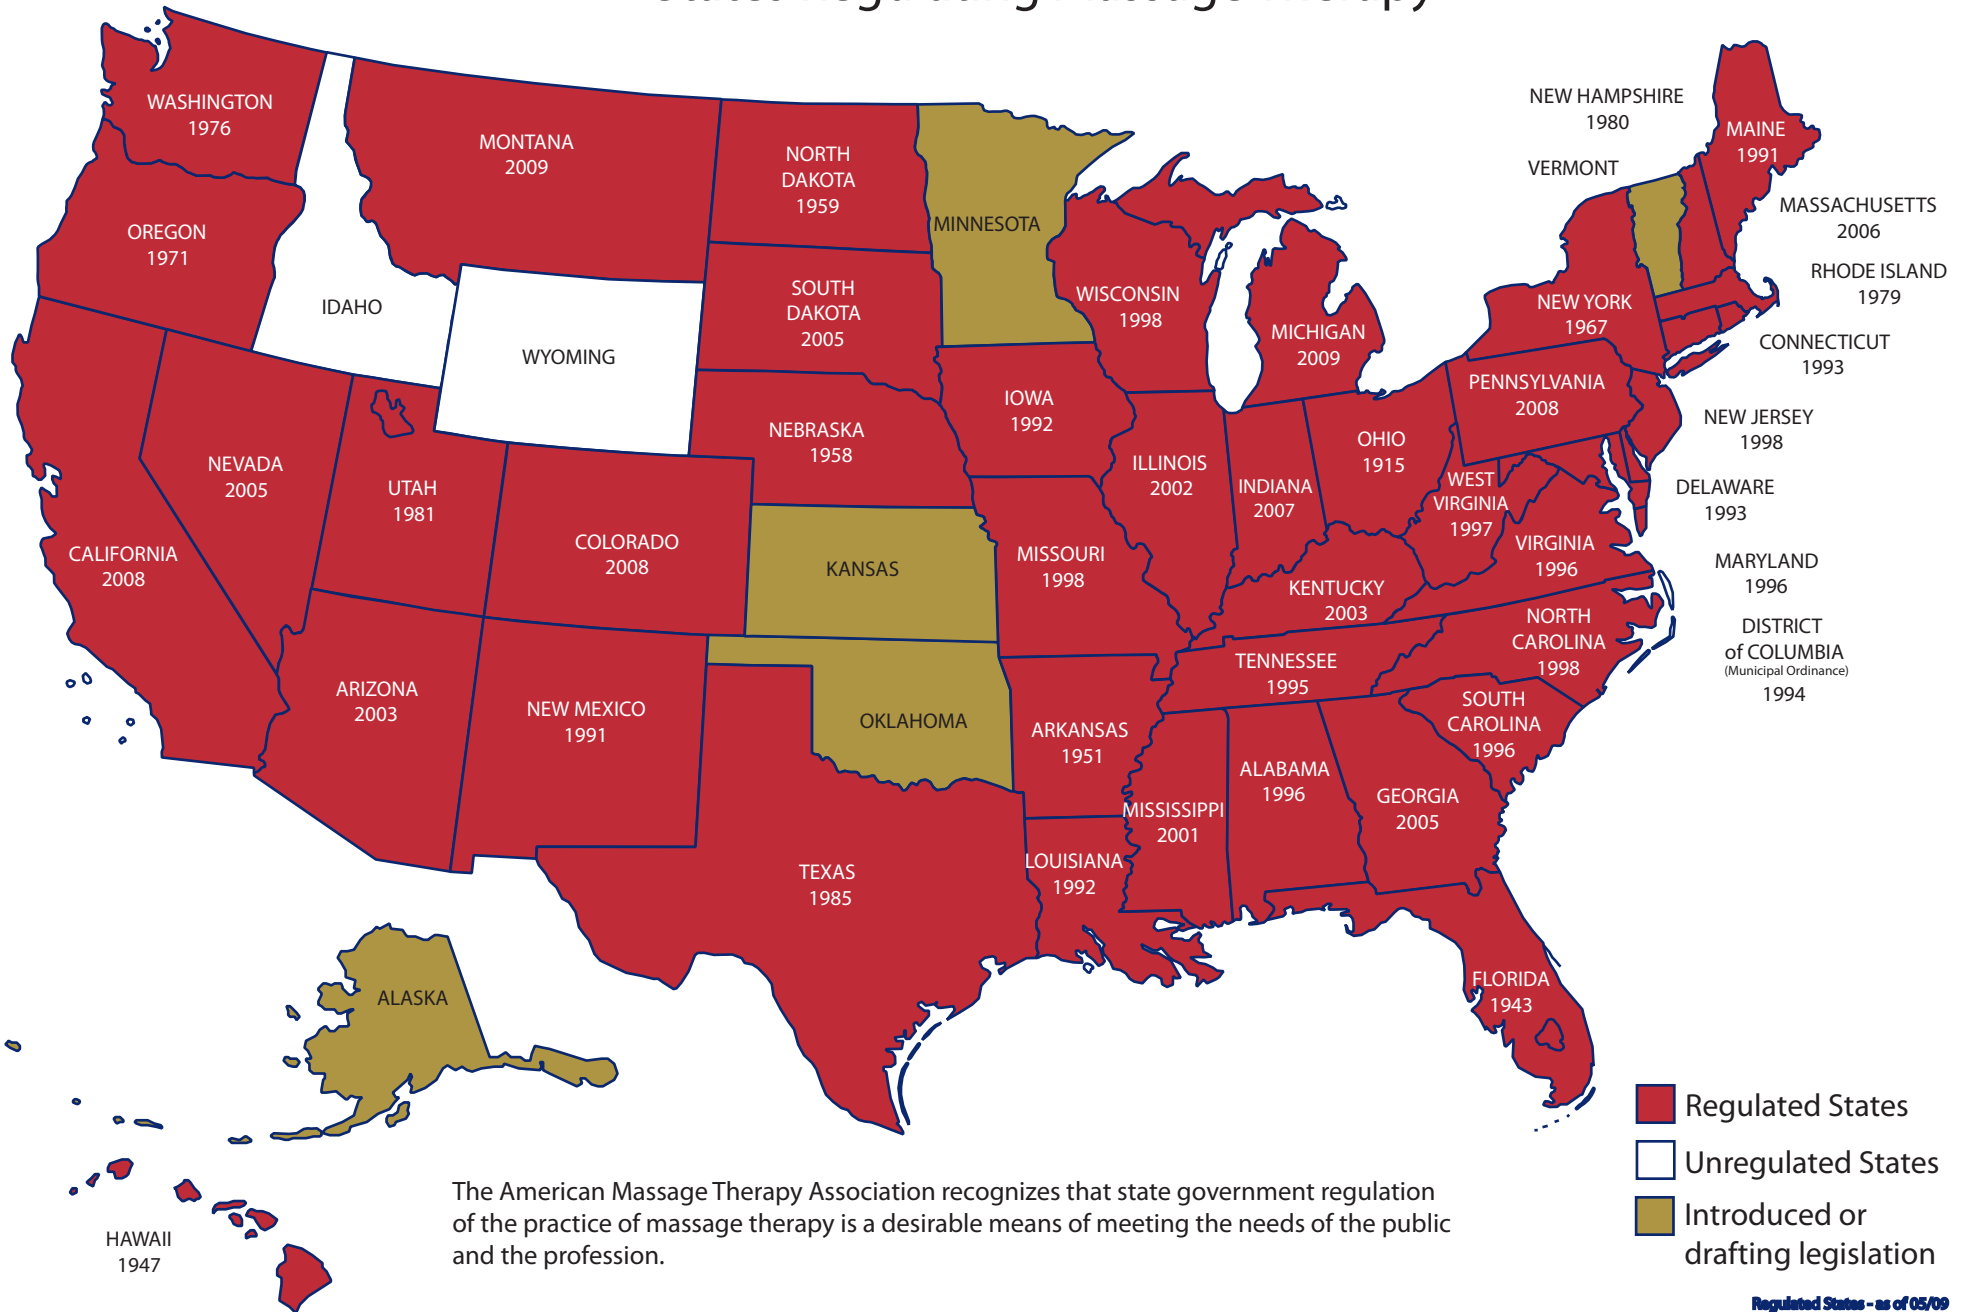 States Regulating Massage Therapy
WASHINGTON
1976
OREGON
1971
CALIFORNIA
2008
NEVADA
2005
IDAHO
MONTANA
2009
WYOMING
UTAH
1981
COLORADO
2008
ARIZONA
2003
NEW MEXICO
1991
NORTH
DAKOTA
1959
SOUTH
DAKOTA
2005
NEBRASKA
1958
KANSAS
OKLAHOMA
TEXAS
1985
MINNESOTA
IOWA
1992
MISSOURI
1998
ARKANSAS
1951
LOUISIANA
1992
WISCONSIN
1998
ILLINOIS
2002
MICHIGAN
2009
INDIANA
2007
OHIO
1915
KENTUCKY
2003
TENNESSEE
1995
MISSISSIPPI
2001
ALABAMA
1996
GEORGIA
2005
FLORIDA
1943
SOUTH
CAROLINA
1996
NORTH
CAROLINA
1998
VIRGINIA
1996
WEST
VIRGINIA
1997
PENNSYLVANIA
2008
NEW YORK
1967
MAINE
1991
NEW HAMPSHIRE
1980
VERMONT
MASSACHUSETTS
2006
RHODE ISLAND
1979
CONNECTICUT
1993
NEW JERSEY
1998
DELAWARE
1993
MARYLAND
1996
DISTRICT
of COLUMBIA
(Municipal Ordinance)
1994
ALASKA
HAWAII
1947
The American Massage Therapy Association recognizes that state government regulation
of the practice of massage therapy is a desirable means of meeting the needs of the public
and the profession.
Regulated States
Unregulated States
Introduced or
drafting legislation
Regulated States - as of 05/09